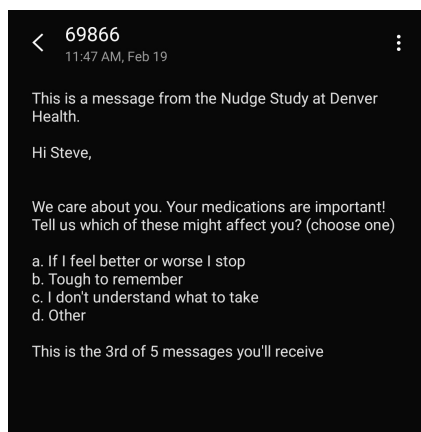 69866
11:47 AM, Feb 19
This is a message from the Nudge Study at Denver
Health.
Hi Steve,
We care about you. Your medications are important!
Tell us which of these might affect you? (choose one)
a. If I feel better or worse I stop
b. Tough to remember
c. I don't understand what to take
d. Other
This is the 3rd of 5 messages you'll receive